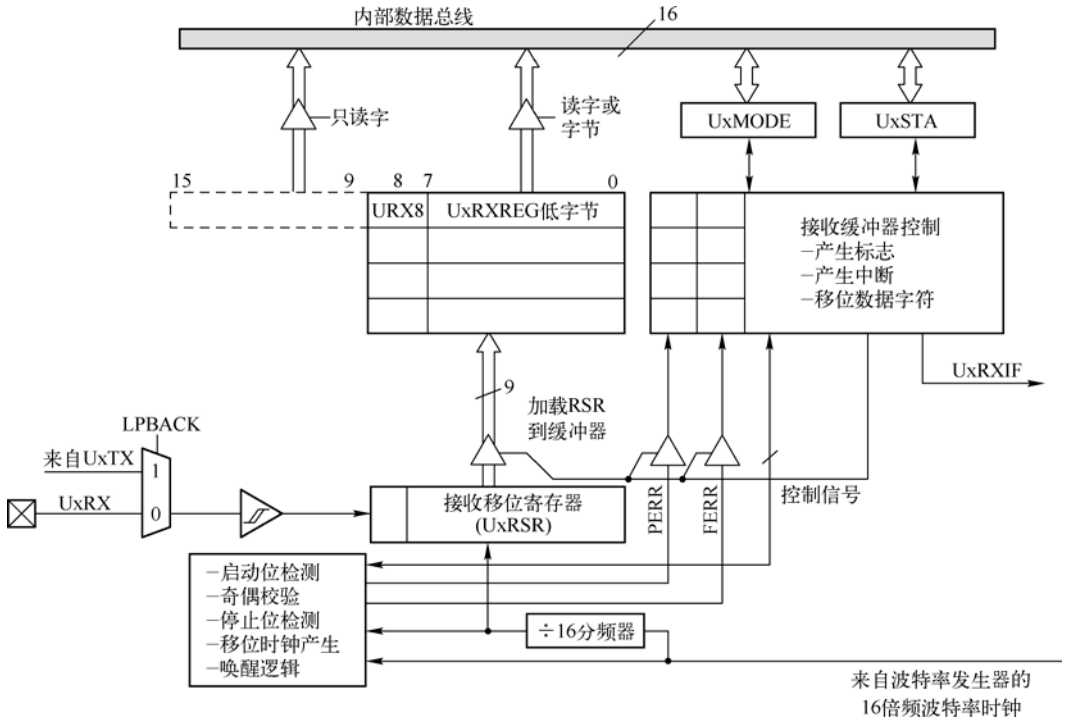 内部数据总线
16
只读字
读字或
字节
UxMODE
UxSTA
15
9
8
7
0
URX8
UxRXREG低字节
接收缓冲器控制
－产生标志
－产生中断
－移位数据字符
UxRXIF
9
加载RSR
到缓冲器
LPBACK
来自UxTX
1
UxRX
0
接收移位寄存器
(UxRSR)
PERR
FERR
控制信号
－启动位检测
－奇偶校验
－停止位检测
－移位时钟产生
－唤醒逻辑
÷16分频器
来自波特率发生器的
16倍频波特率时钟